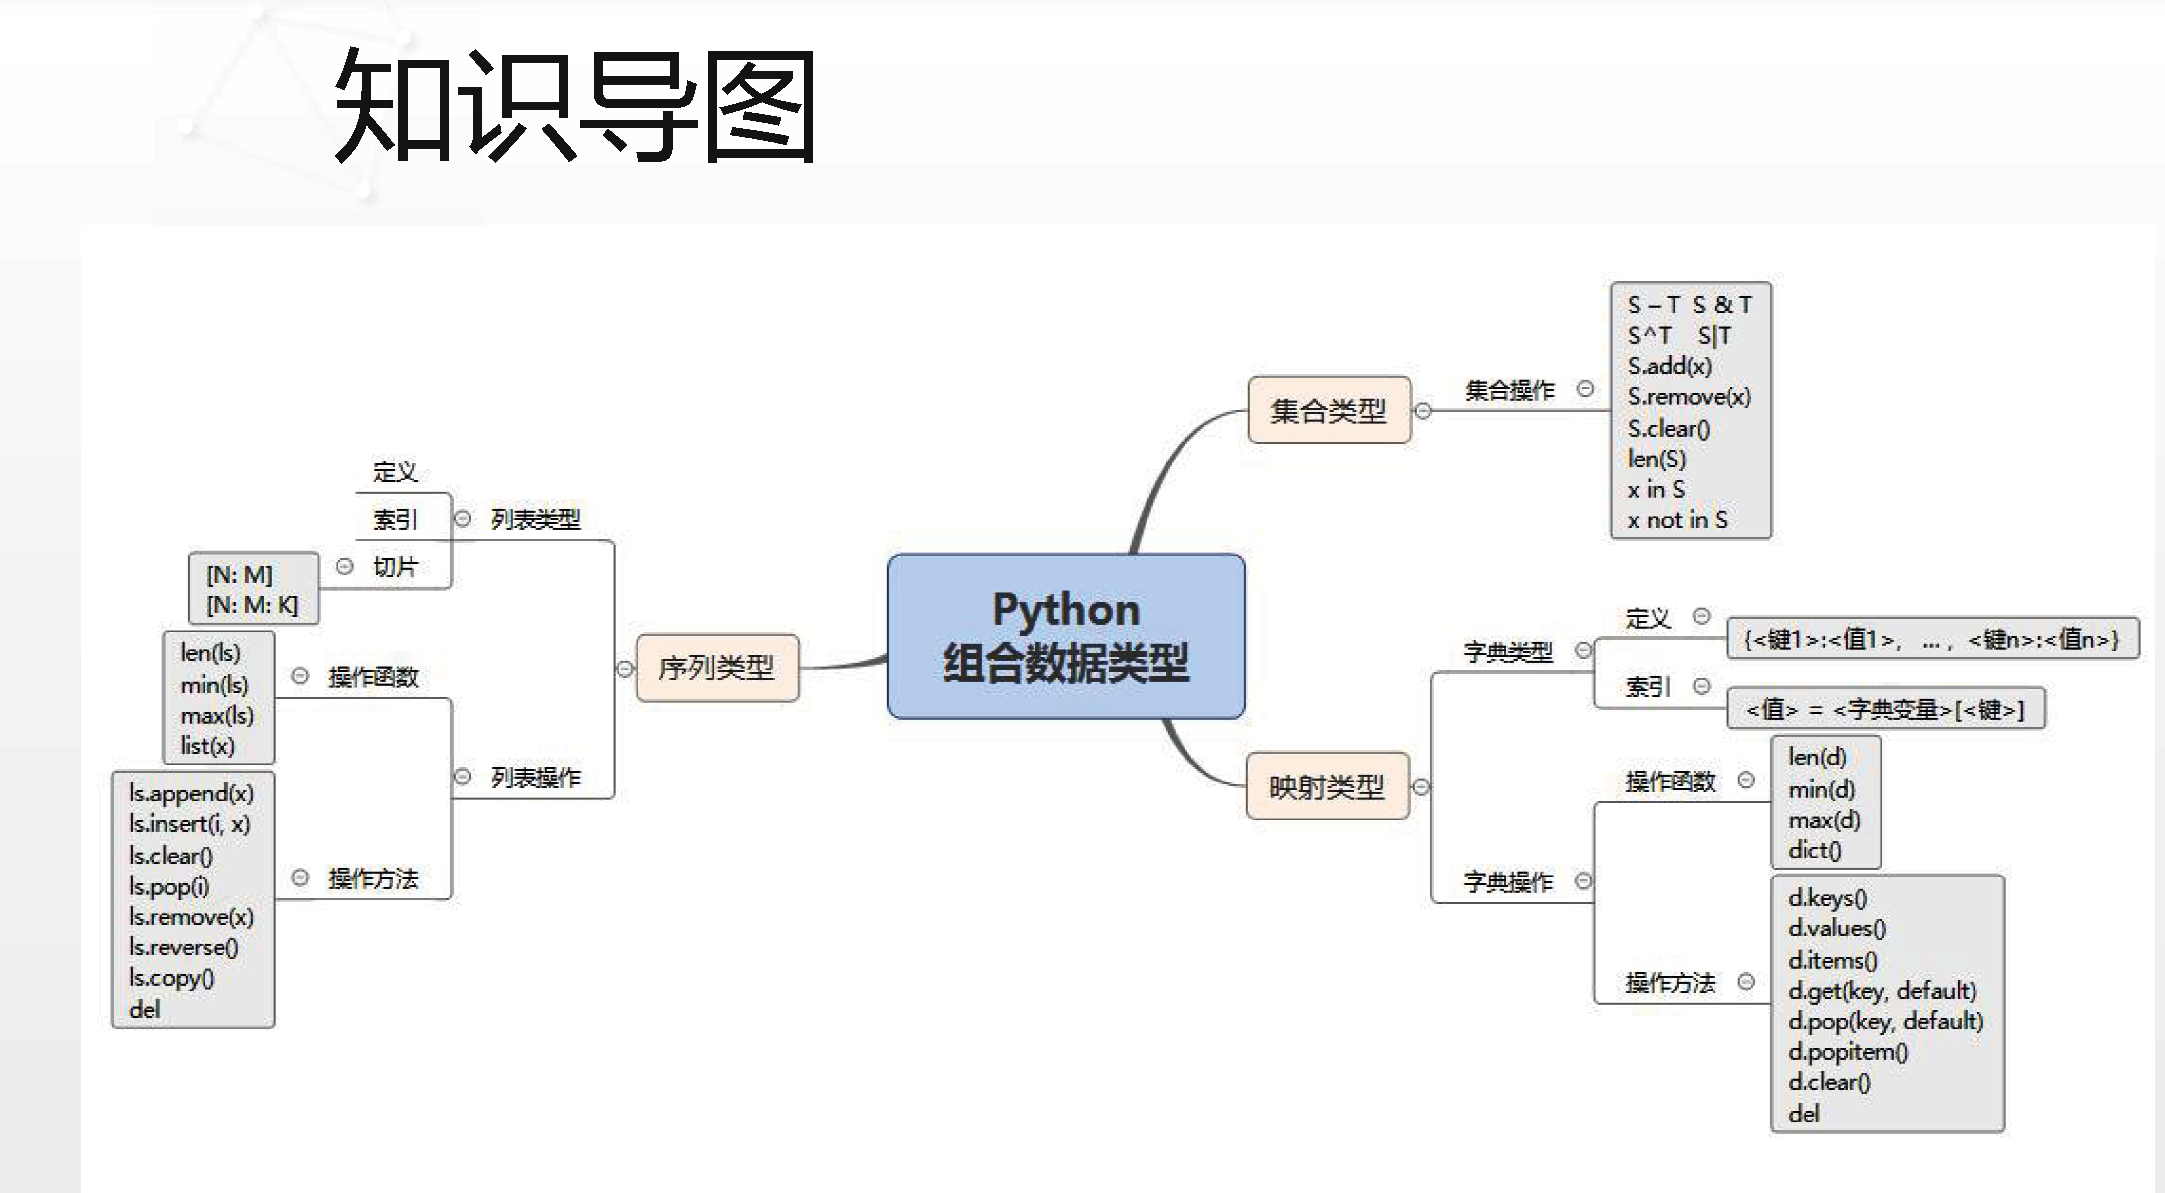 知识导图
Python
组合数据类型
集合类型
集合操作
S – T  S & T
S^T    S|T
S.add(x)
S.remove(x)
S.clear()
len(S)
x in S
x not in S
序列类型
列表类型
定义
索引
切片
[N: M]
[N: M: K]
列表操作
操作函数
len(ls)
min(ls)
max(ls)
list(x)
操作方法
ls.append(x)
ls.insert(i, x)
ls.clear()
ls.pop(i)
ls.remove(x)
ls.reverse()
ls.copy()
del
映射类型
字典类型
定义
{<键1>:<值1>, … , <键n>:<值n>}
索引
<值> = <字典变量>[<键>]
字典操作
操作函数
len(d)
min(d)
max(d)
dict()
操作方法
d.keys()
d.values()
d.items()
d.get(key, default)
d.pop(key, default)
d.popitem()
d.clear()
del